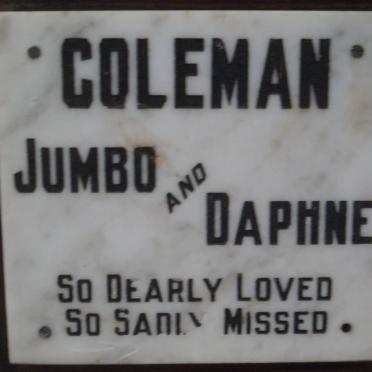 COLEMAN
JUMBO AND DAPHNE
SO DEARLY LOVED
SO SADLY MISSED